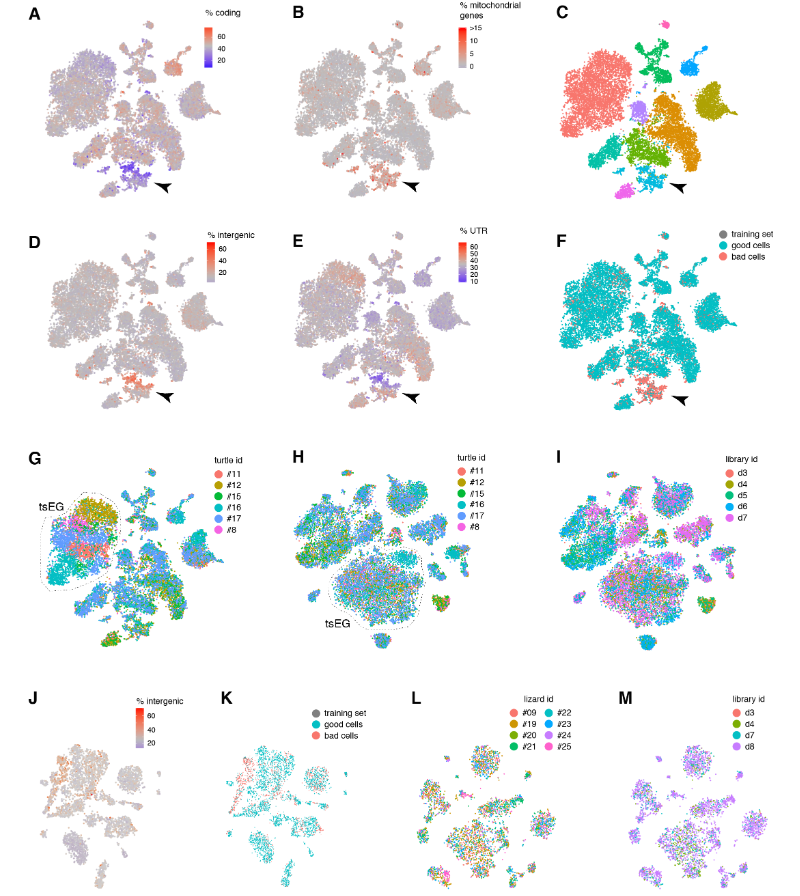 A
% coding
60
40
20
B
% mitochondrial
genes
>15
10
5
0
C
D
% intergenic
60
40
20
E
% UTR
60
50
40
30
20
10
F
training set
good cells
bad cells
G
turtle id
#11
#12
#15
#16
#17
#8
tsEG
H
turtle id
#11
#12
#15
#16
#17
#8
tsEG
I
library id
d3
d4
d5
d6
d7
J
% intergenic
60
40
20
K
training set
good cells
bad cells
L
lizard id
#09 #22
#19 #23
#20 #24
#21 #25
M
library id
d3
d4
d7
d8